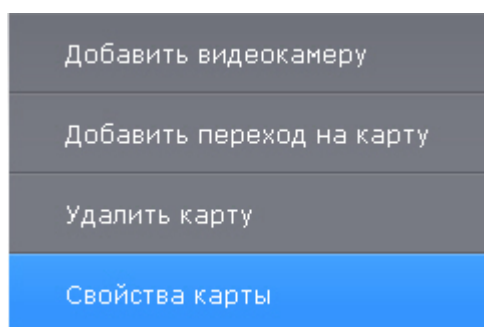 Добавить видеокамеру
Добавить переход на карту
Удалить карту
Свойства карты